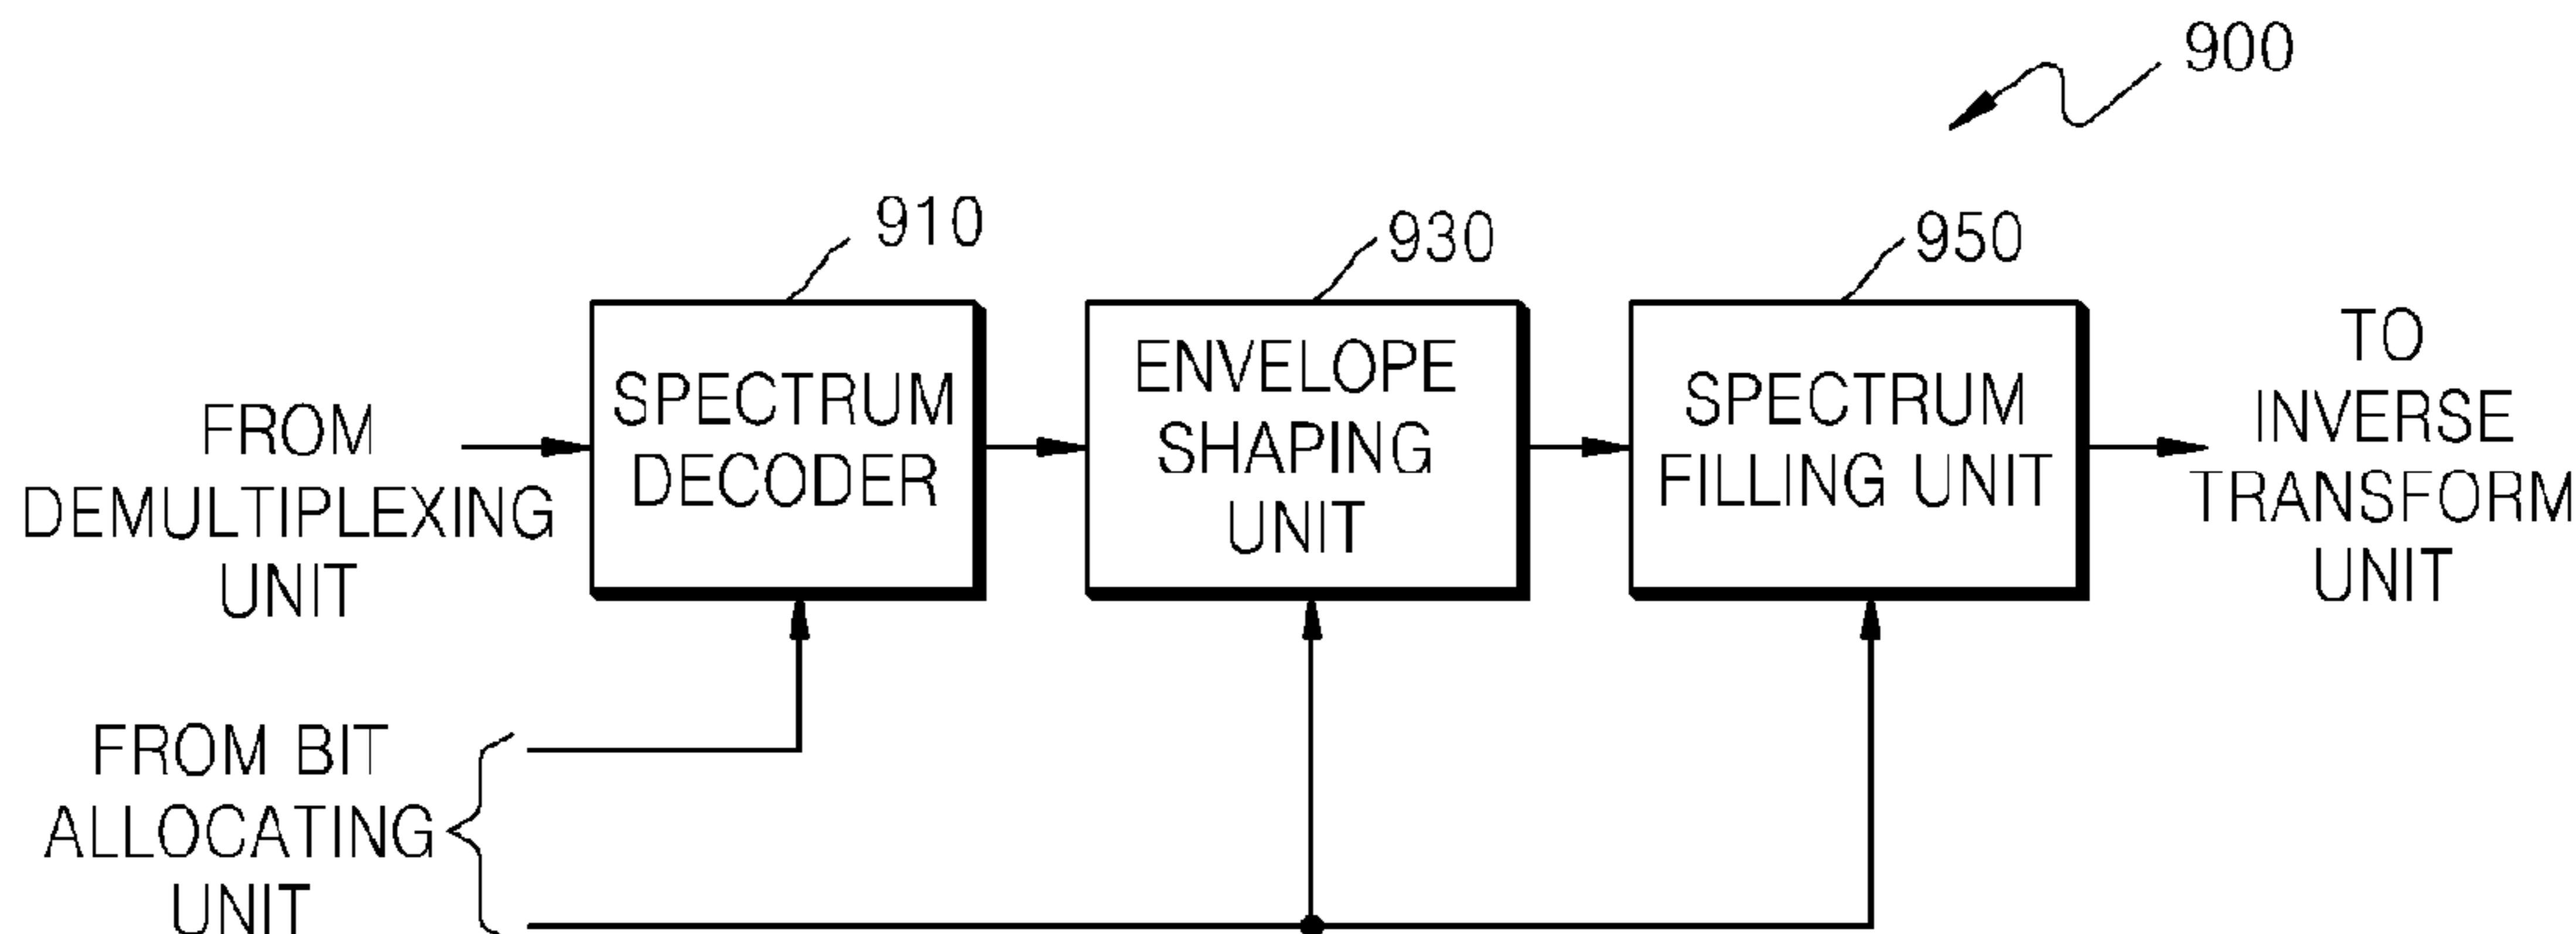 900
910
930
950
FROM
DEMULTIPLEXING
UNIT
SPECTRUM
DECODER
ENVELOPE
SHAPING
UNIT
SPECTRUM
FILLING UNIT
TO
INVERSE
TRANSFORM
UNIT
FROM BIT
ALLOCATING
UNIT